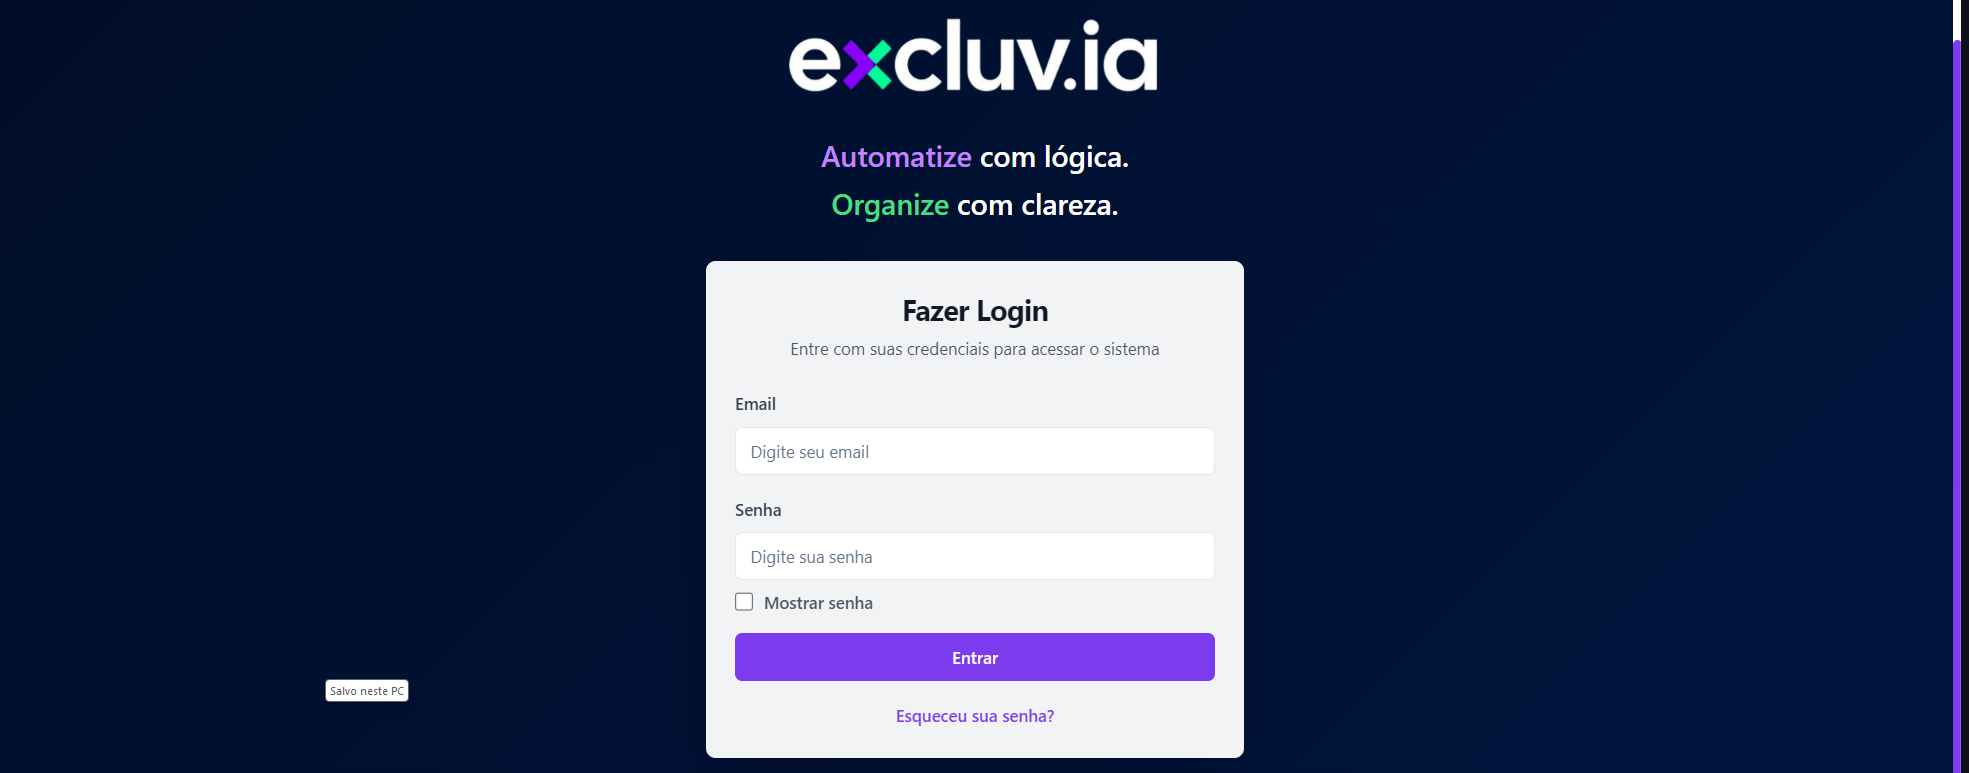 excluv.ia
Automatize com lógica.
Organize com clareza.
Fazer Login
Entre com suas credenciais para acessar o sistema
Email
Digite seu email
Senha
Digite sua senha
Mostrar senha
Entrar
Salvo neste PC
Esqueceu sua senha?